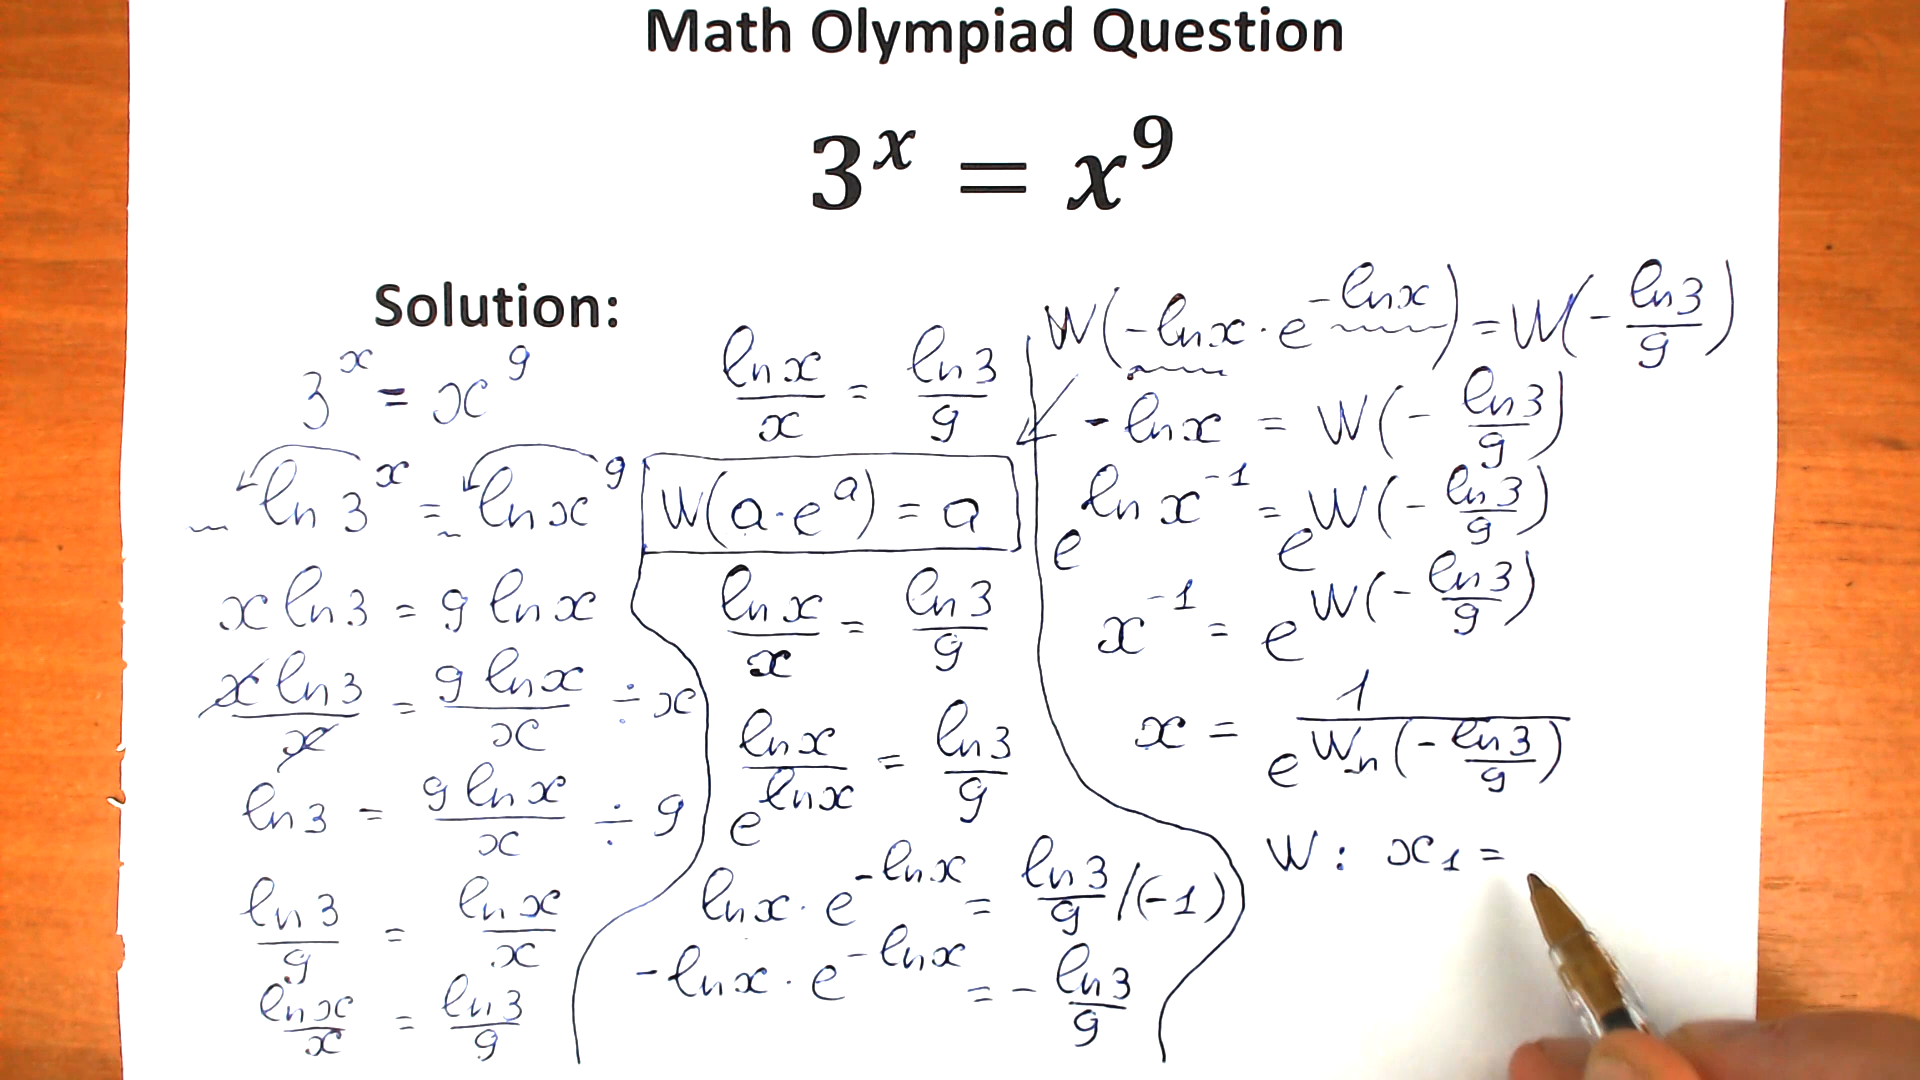 Math Olympiad Question
3^x = x^9
Solution:
3^x = x^9
ln 3^x = ln x^9
x ln 3 = 9 ln x
x ln 3 / x = 9 ln x / x ÷ x
ln 3 = 9 ln x / x ÷ 9
ln 3 / 9 = ln x / x
ln x / x = ln 3 / 9
ln x / x = ln 3 / 9
W(a·e^a) = a
ln x / x = ln 3 / 9
ln x / e^(ln x) = ln 3 / 9
ln x · e^(-ln x) = ln 3 / 9 /(-1)
-ln x · e^(-ln x) = - ln 3 / 9
W(-ln x · e^(-ln x)) = W(- ln 3 / 9)
-ln x = W(- ln 3 / 9)
e^(ln x^-1) = e^(W(- ln 3 / 9))
x^-1 = e^(W(- ln 3 / 9))
x = 1 / e^(W_n(- ln 3 / 9))
W : x_1 =